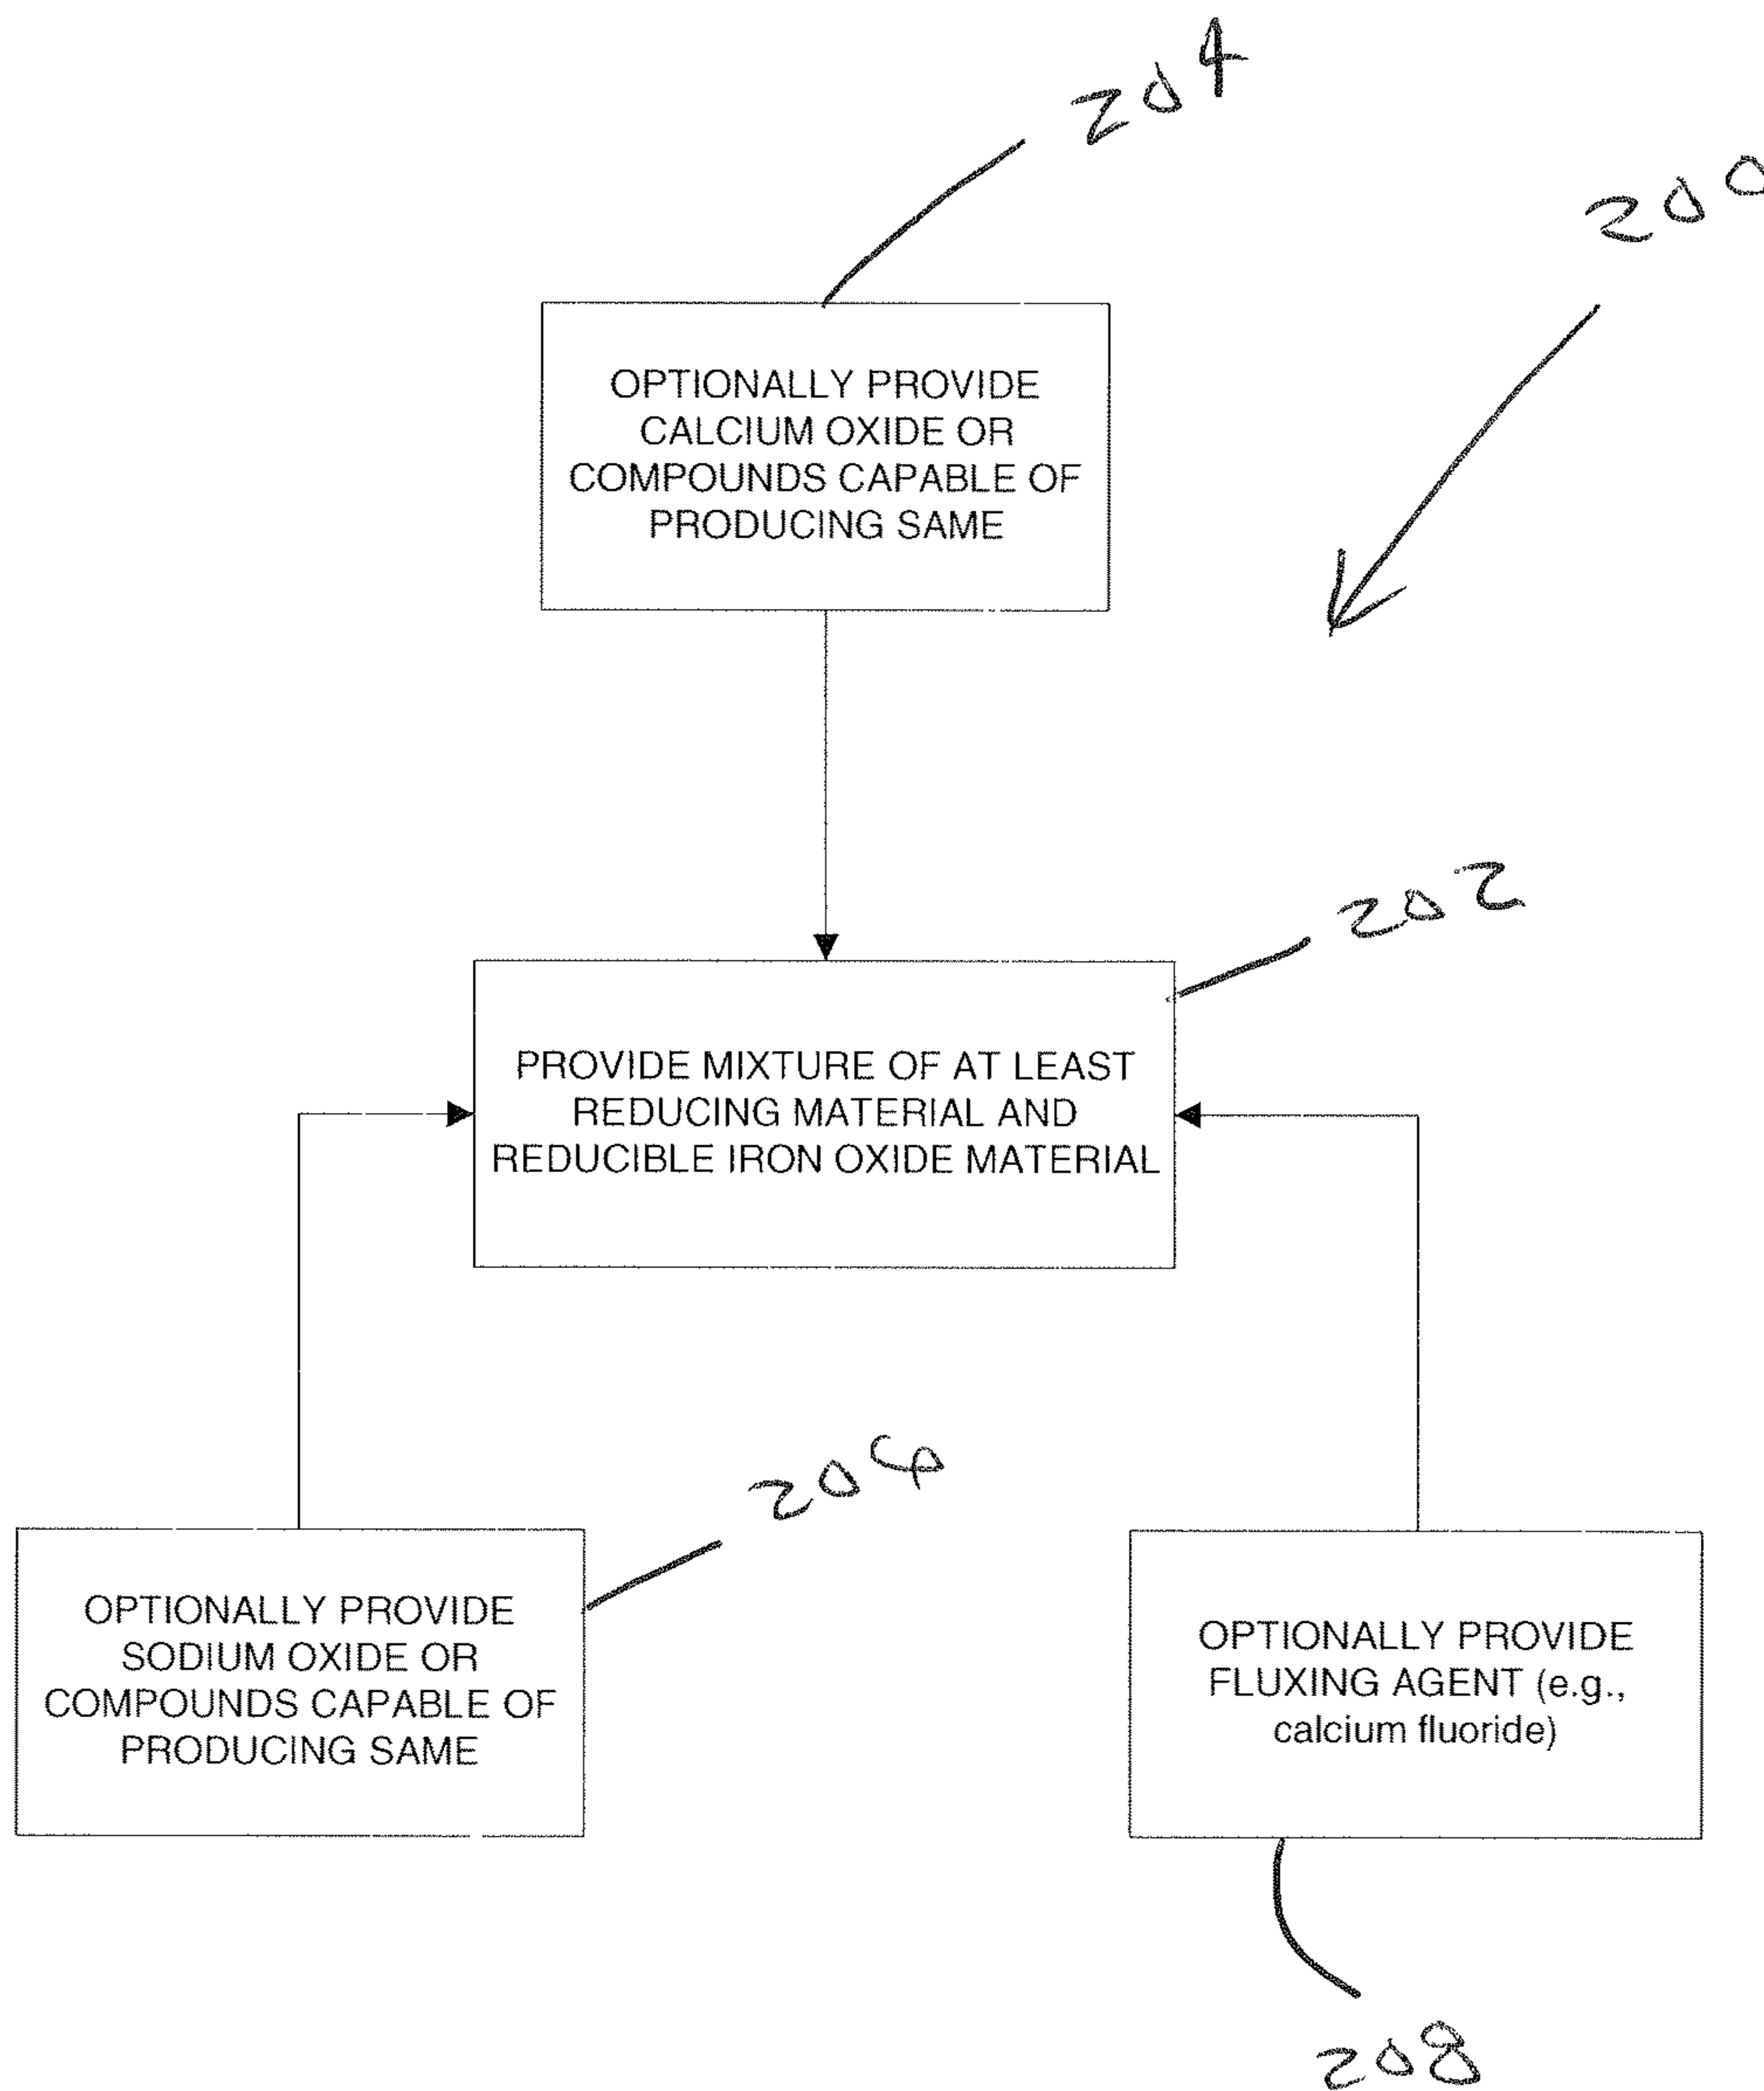 204
200
OPTIONALLY PROVIDE
CALCIUM OXIDE OR
COMPOUNDS CAPABLE OF
PRODUCING SAME
202
PROVIDE MIXTURE OF AT LEAST
REDUCING MATERIAL AND
REDUCIBLE IRON OXIDE MATERIAL
206
OPTIONALLY PROVIDE
SODIUM OXIDE OR
COMPOUNDS CAPABLE OF
PRODUCING SAME
OPTIONALLY PROVIDE
FLUXING AGENT (e.g.,
calcium fluoride)
208